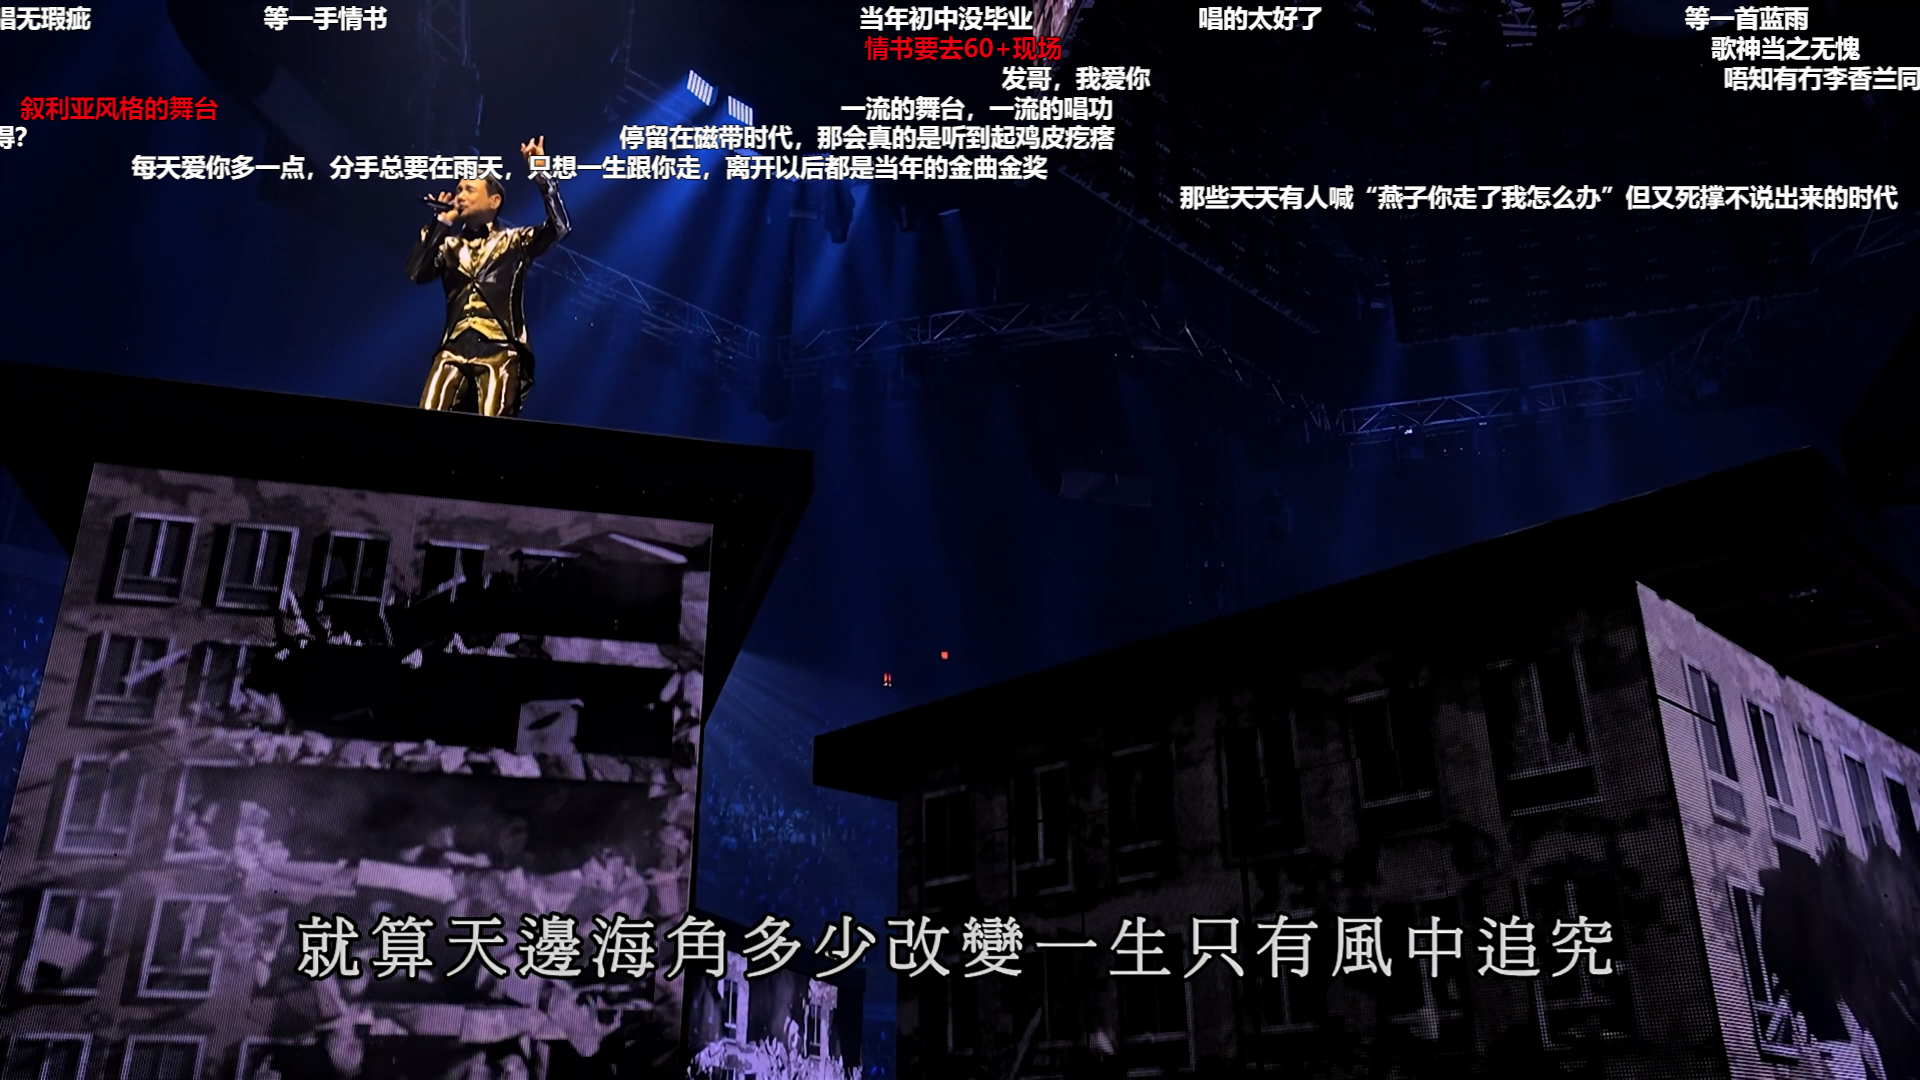 唱无瑕疵
等一手情书
当年初中没毕业
唱的太好了
等一首蓝雨
情书要去60+现场
歌神当之无愧
发哥，我爱你
唔知有冇李香兰同
叙利亚风格的舞台
一流的舞台，一流的唱功
得?
停留在磁带时代，那会真的是听到起鸡皮疙瘩
每天爱你多一点，分手总要在雨天，只想一生跟你走，离开以后都是当年的金曲金奖
那些天天有人喊“燕子你走了我怎么办”但又死撑不说出来的时代
就算天邊海角多少改變一生只有風中追究